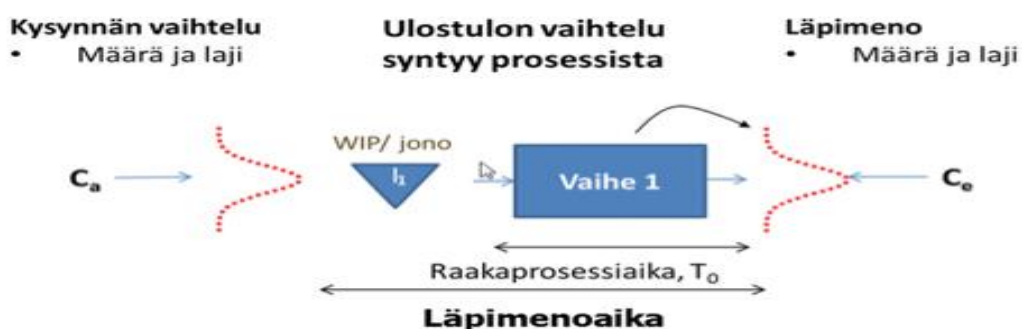 Kysynnän vaihtelu
• Määrä ja laji
Ulostulon vaihtelu
syntyy prosessista
Läpimeno
• Määrä ja laji
WIP/ jono
Cₐ
I₁
Vaihe 1
Cₑ
Raakaprosessiaika, T₀
Läpimenoaika